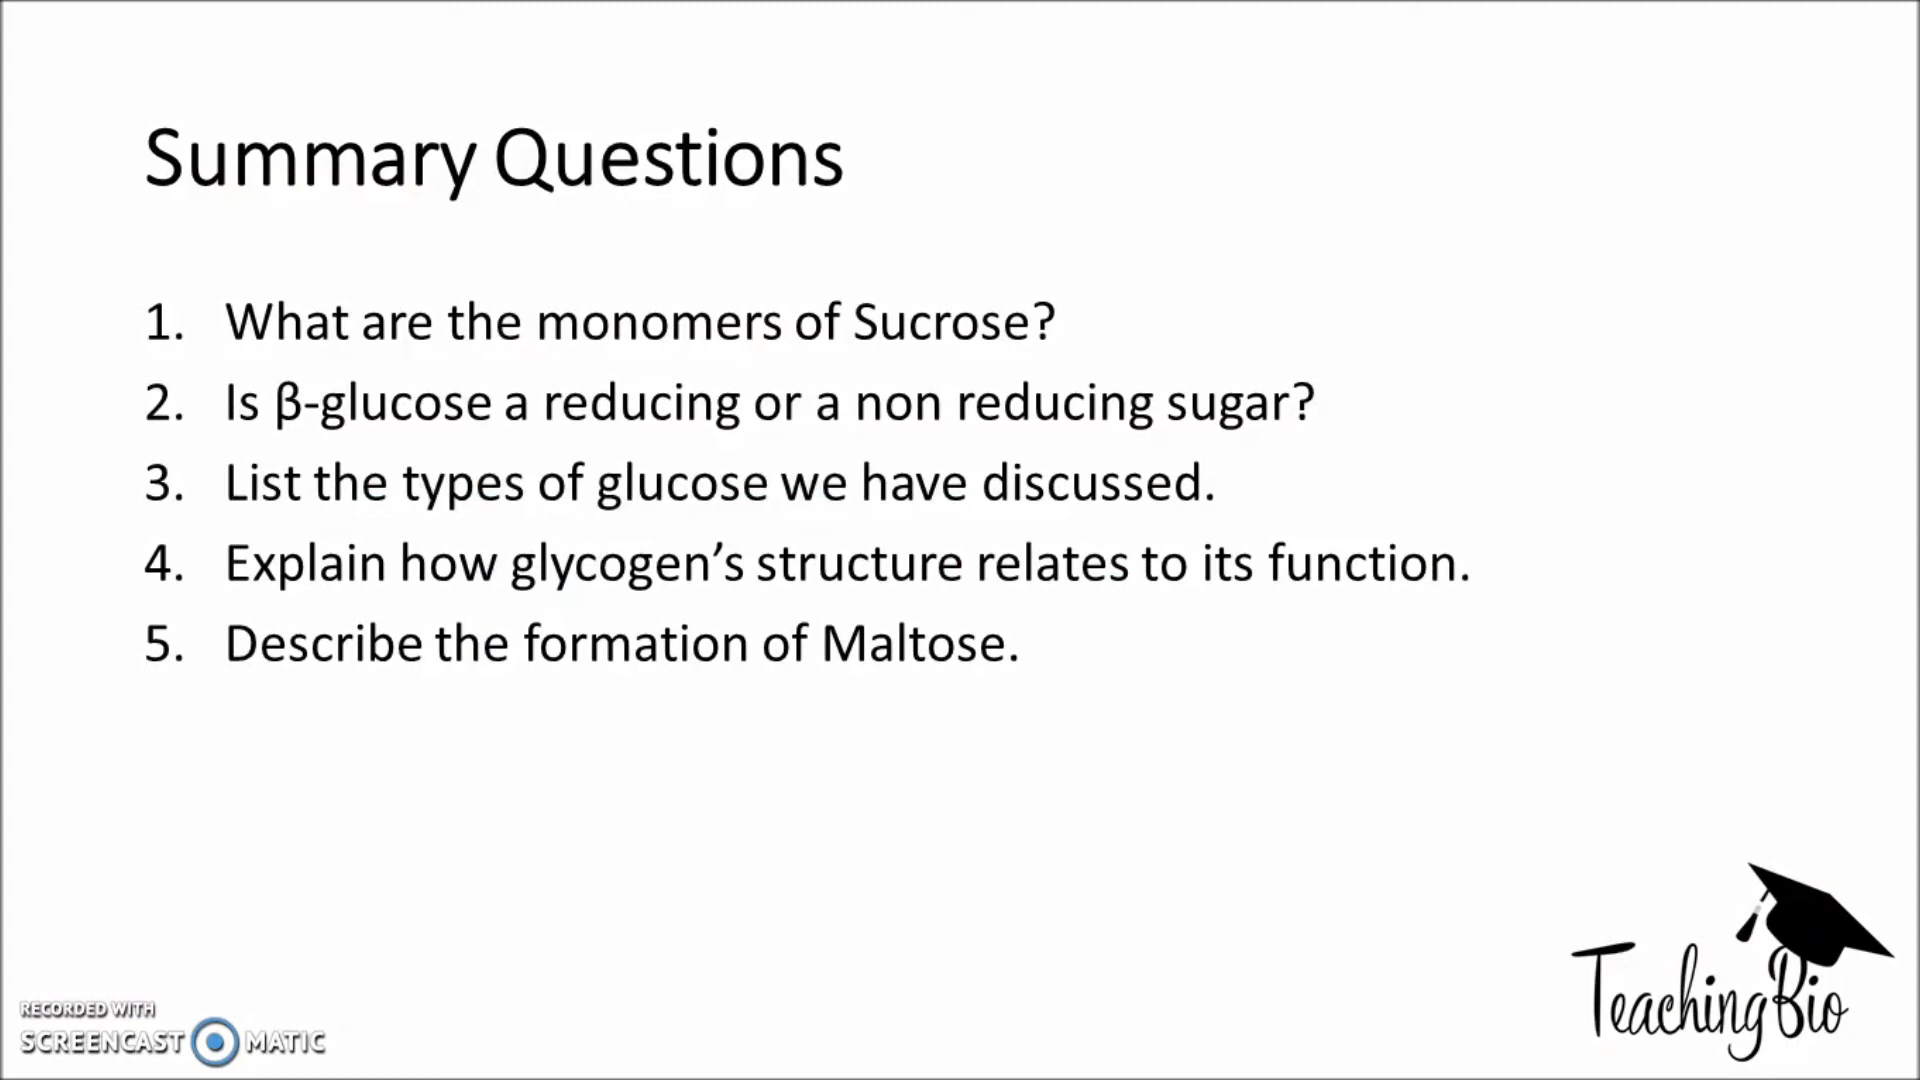 Summary Questions
1. What are the monomers of Sucrose?
2. Is β-glucose a reducing or a non reducing sugar?
3. List the types of glucose we have discussed.
4. Explain how glycogen’s structure relates to its function.
5. Describe the formation of Maltose.
TeachingBio
RECORDED WITH
SCREENCAST MATIC